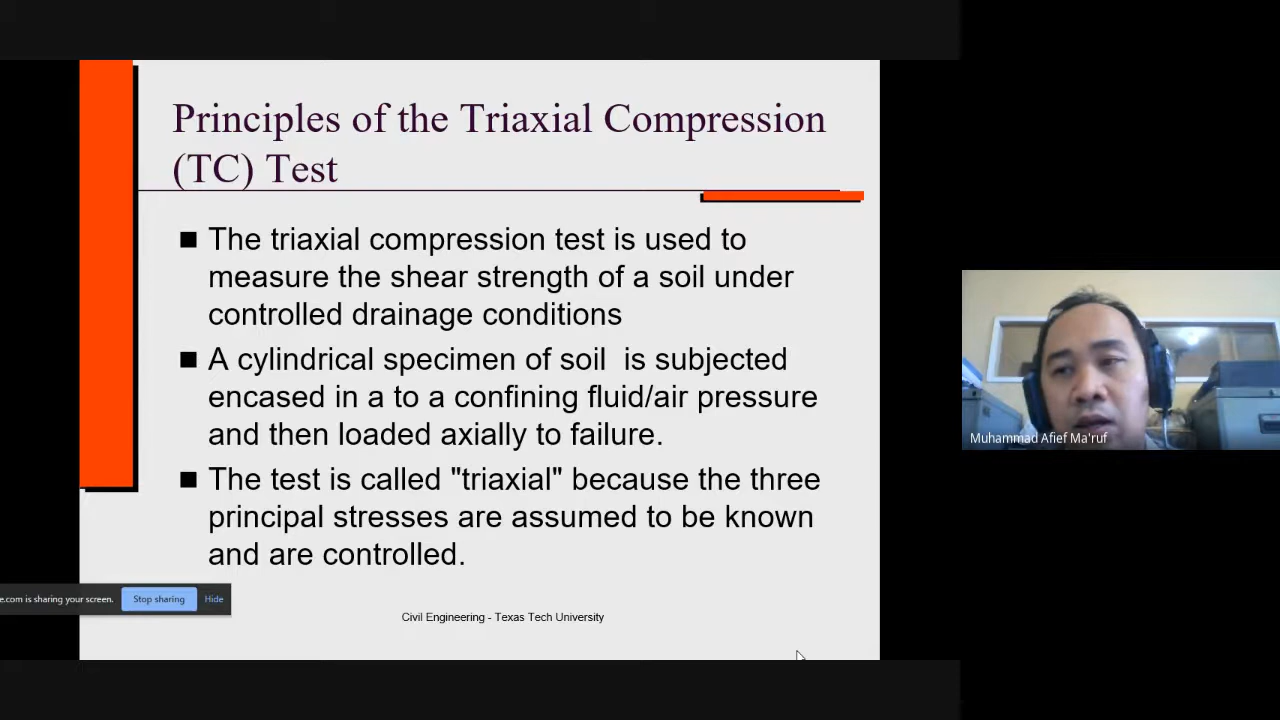 Principles of the Triaxial Compression
(TC) Test
■ The triaxial compression test is used to
measure the shear strength of a soil under
controlled drainage conditions
■ A cylindrical specimen of soil is subjected
encased in a to a confining fluid/air pressure
and then loaded axially to failure.
■ The test is called "triaxial" because the three
principal stresses are assumed to be known
and are controlled.
e.com is sharing your screen. Stop sharing Hide
Civil Engineering - Texas Tech University
Muhammad Afief Ma'ruf